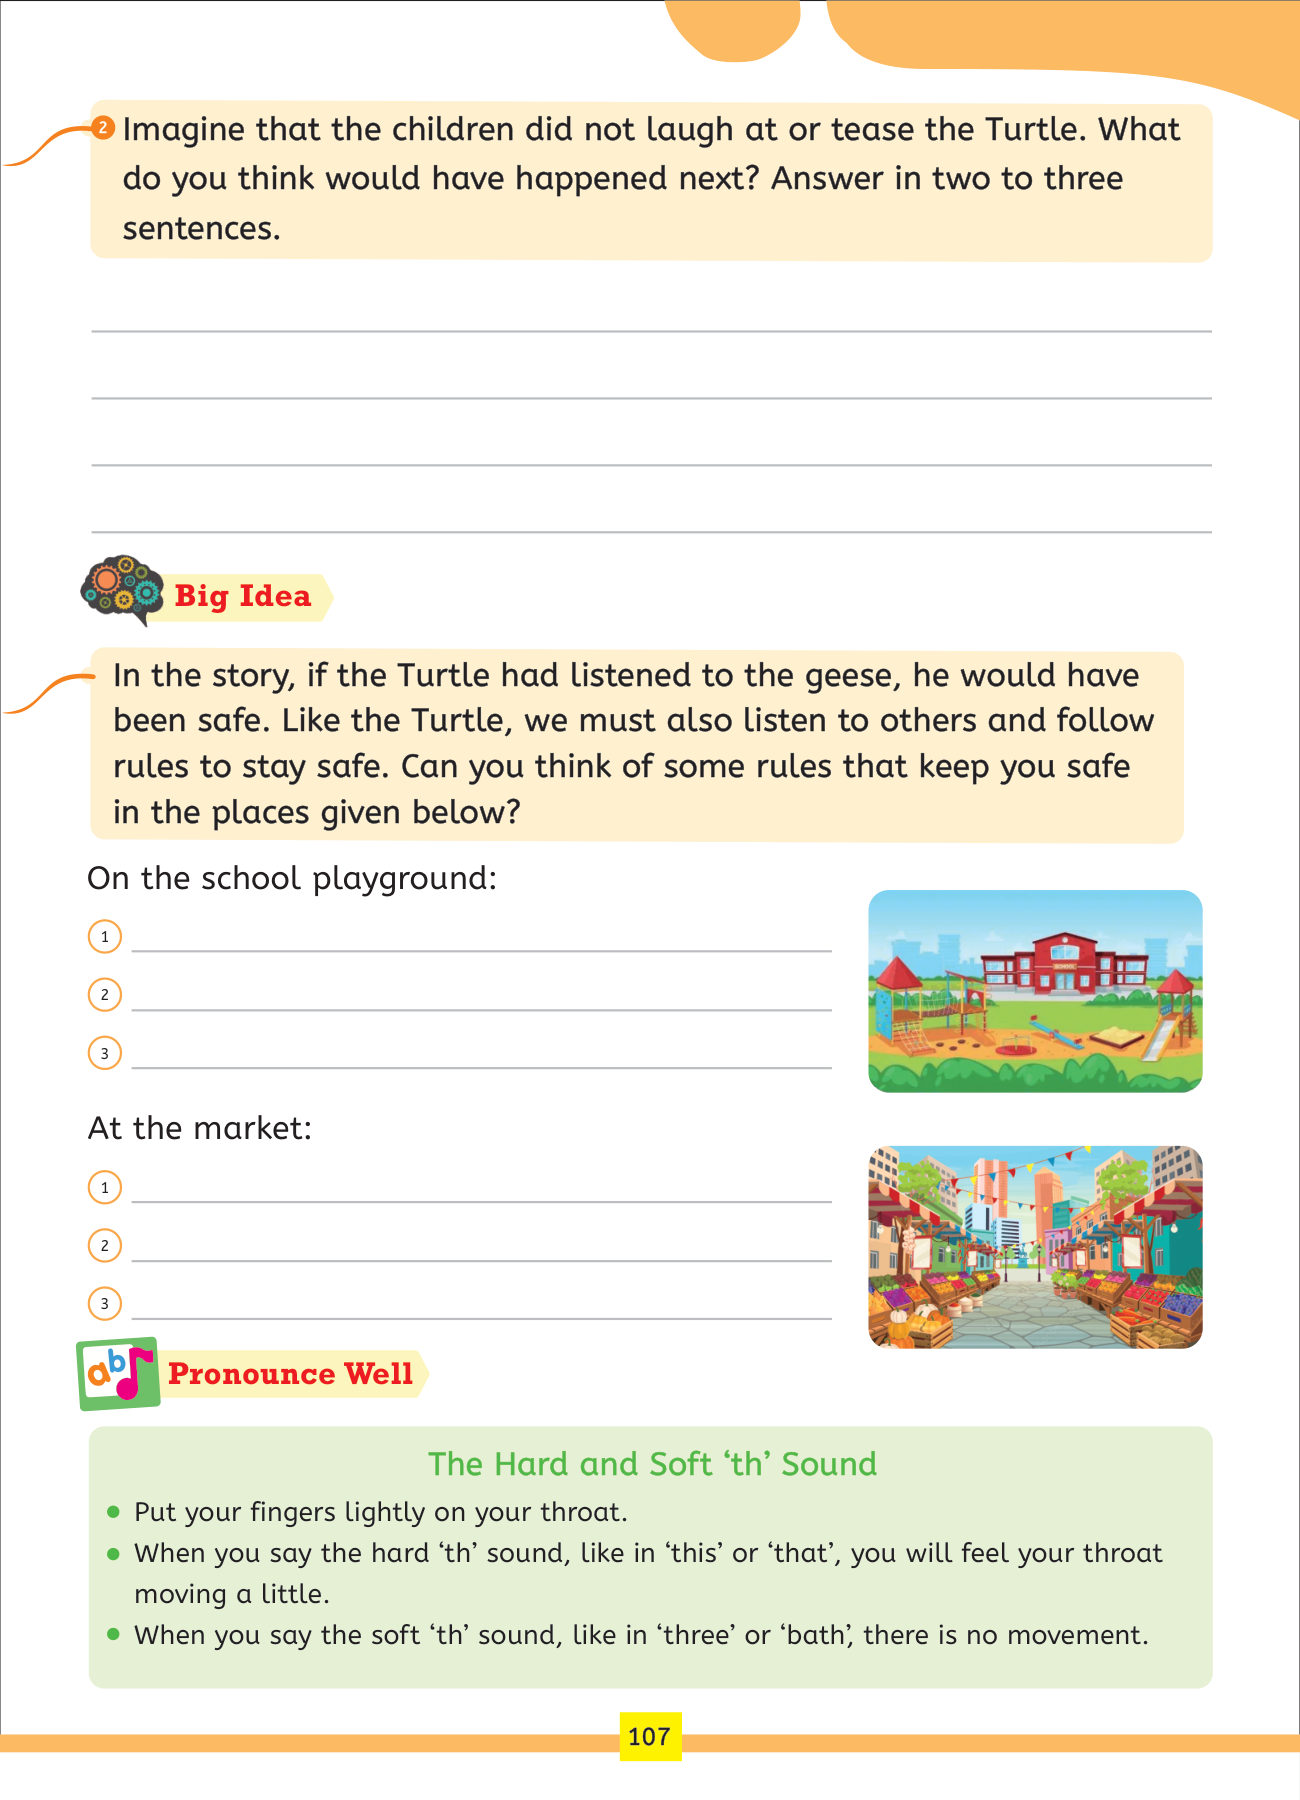 2 Imagine that the children did not laugh at or tease the Turtle. What
do you think would have happened next? Answer in two to three
sentences.
Big Idea
In the story, if the Turtle had listened to the geese, he would have
been safe. Like the Turtle, we must also listen to others and follow
rules to stay safe. Can you think of some rules that keep you safe
in the places given below?
On the school playground:
1
2
3
SCHOOL
At the market:
1
2
3
ab
Pronounce Well
The Hard and Soft ‘th’ Sound
• Put your fingers lightly on your throat.
• When you say the hard ‘th’ sound, like in ‘this’ or ‘that’, you will feel your throat
moving a little.
• When you say the soft ‘th’ sound, like in ‘three’ or ‘bath’, there is no movement.
107